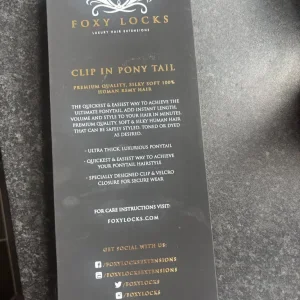 FOXY LOCKS
LUXURY HAIR EXTENSIONS
CLIP IN PONY TAIL
PREMIUM QUALITY, SILKY SOFT 100%
HUMAN REMY HAIR
THE QUICKEST & EASIEST WAY TO ACHIEVE THE
ULTIMATE PONYTAIL. ADD INSTANT LENGTH,
VOLUME AND STYLE TO YOUR HAIR IN MINUTES
PREMIUM QUALITY, SOFT & SILKY HUMAN HAIR
THAT CAN BE SAFELY STYLED, TONED OR DYED
AS DESIRED.
- ULTRA THICK, LUXURIOUS PONYTAIL
- QUICKEST & EASIEST WAY TO ACHIEVE
YOUR PONYTAIL HAIRSTYLE
- SPECIALLY DESIGNED CLIP & VELCRO
CLOSURE FOR SECURE WEAR
FOR CARE INSTRUCTIONS VISIT:
FOXYLOCKS.COM
GET SOCIAL WITH US:
/FOXYLOCKSEXTENSIONS
/FOXYLOCKSEXTENSIONS
/FOXYLOCKS
/FOXYLOCKS